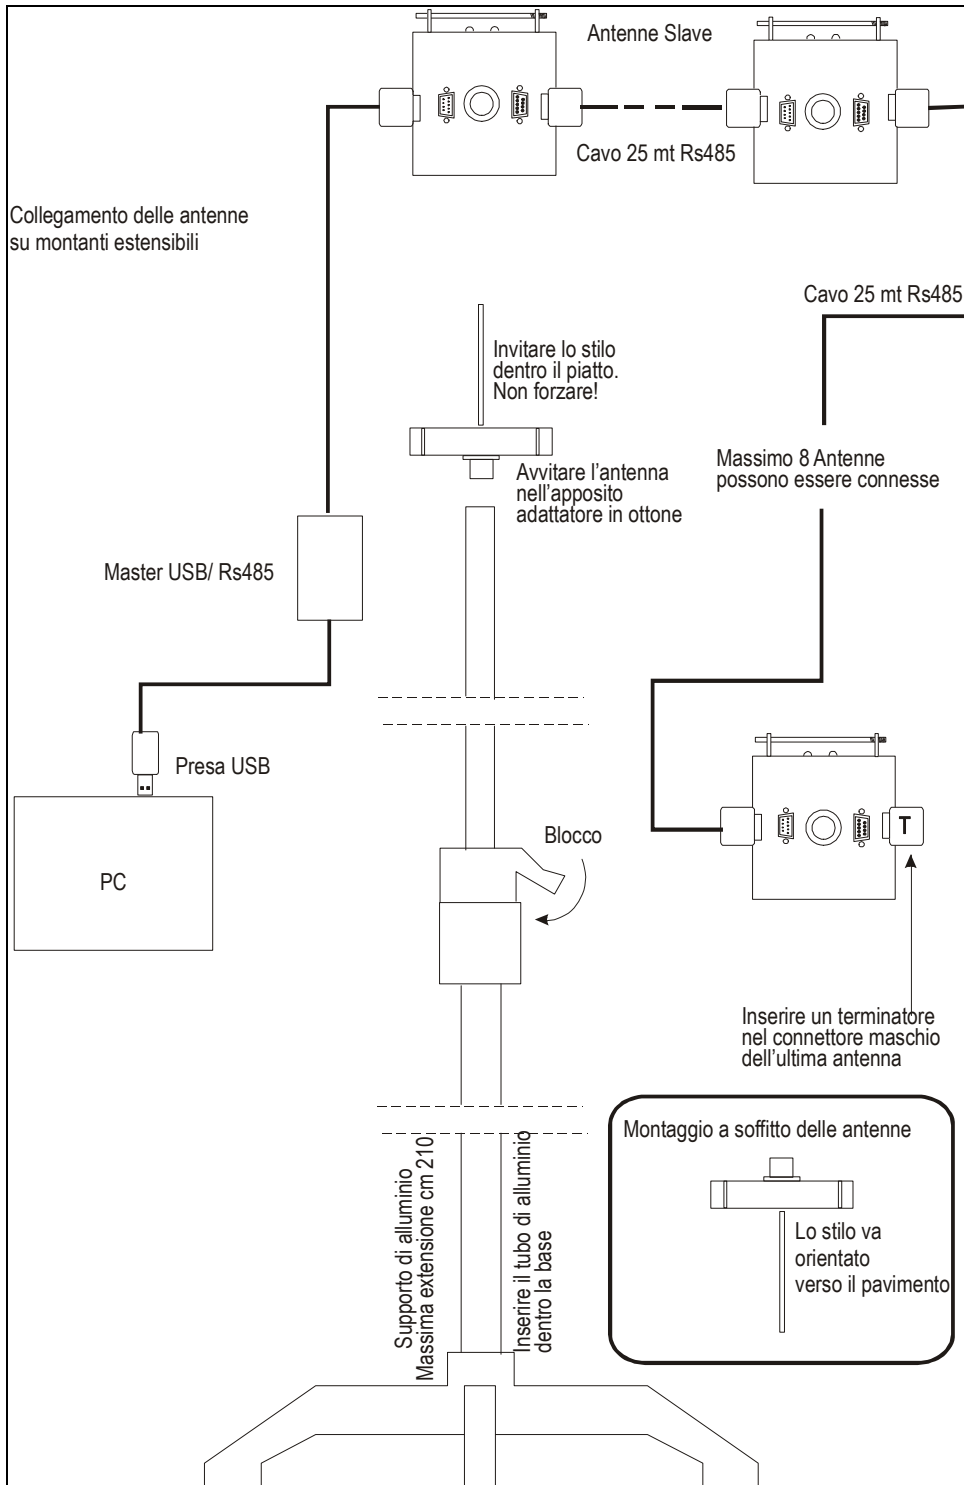 Antenne Slave
Cavo 25 mt Rs485
Collegamento delle antenne
su montanti estensibili
Cavo 25 mt Rs485
Invitare lo stilo
dentro il piatto.
Non forzare!
Avvitare l'antenna
nell'apposito
adattatore in ottone
Massimo 8 Antenne
possono essere connesse
Master USB/ Rs485
Presa USB
PC
Blocco
T
Inserire un terminatore
nel connettore maschio
dell'ultima antenna
Supporto di alluminio
Massima extensione cm 210
Inserire il tubo di alluminio
dentro la base
Montaggio a soffitto delle antenne
Lo stilo va
orientato
verso il pavimento